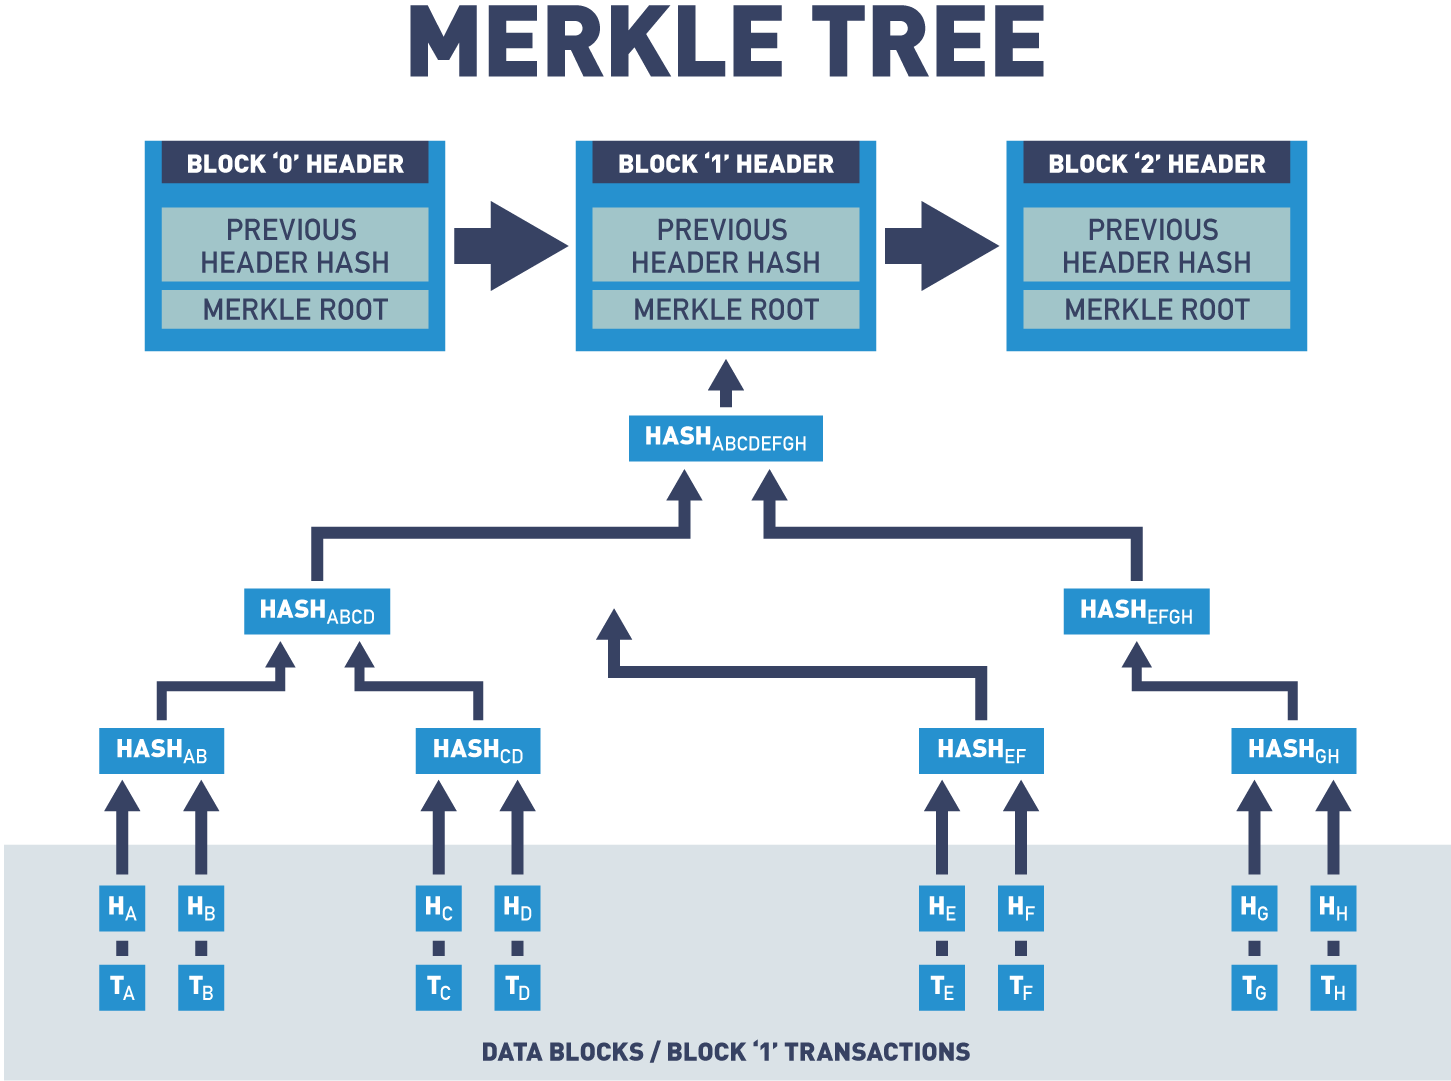 MERKLE TREE
BLOCK ‘0’ HEADER
PREVIOUS
HEADER HASH
MERKLE ROOT
BLOCK ‘1’ HEADER
PREVIOUS
HEADER HASH
MERKLE ROOT
BLOCK ‘2’ HEADER
PREVIOUS
HEADER HASH
MERKLE ROOT
HASHABCDEFGH
HASHABCD
HASHEFGH
HASHAB
HASHCD
HASHEF
HASHGH
HA
HB
HC
HD
HE
HF
HG
HH
TA
TB
TC
TD
TE
TF
TG
TH
DATA BLOCKS / BLOCK ‘1’ TRANSACTIONS